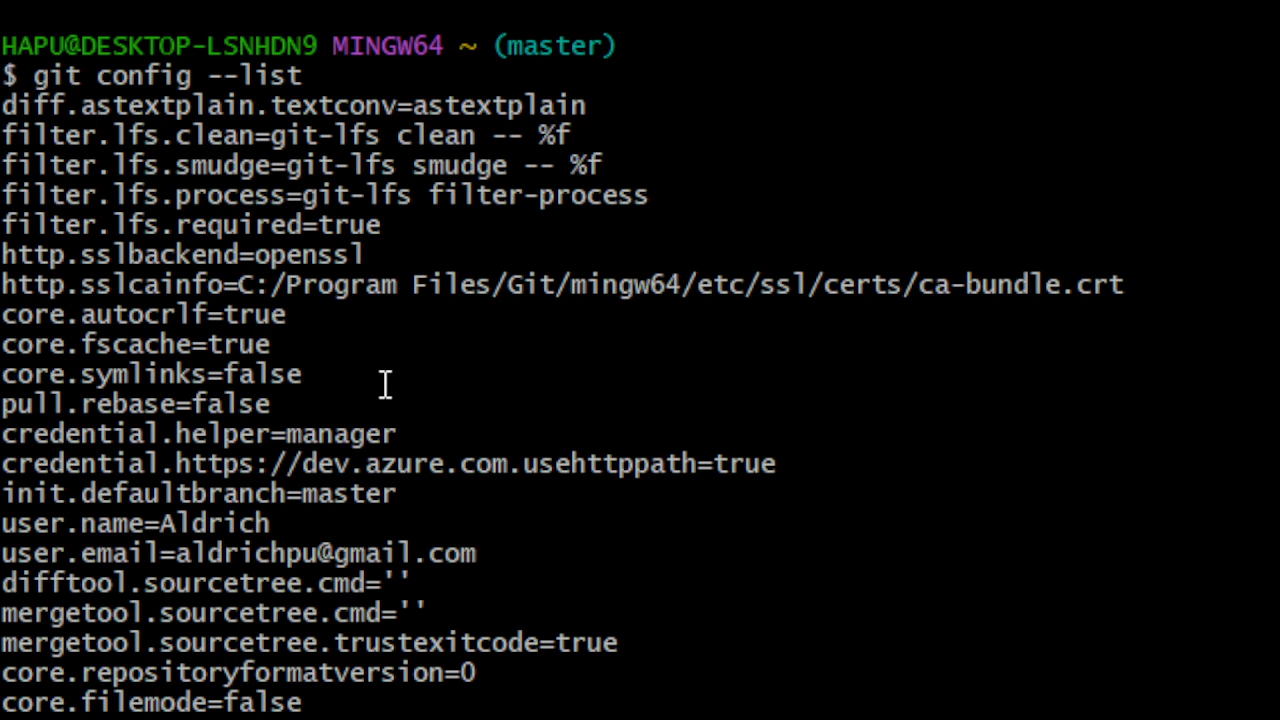 HAPU@DESKTOP-LSNHDN9 MINGW64 ~ (master)
$ git config --list
diff.astextplain.textconv=astextplain
filter.lfs.clean=git-lfs clean -- %f
filter.lfs.smudge=git-lfs smudge -- %f
filter.lfs.process=git-lfs filter-process
filter.lfs.required=true
http.sslbackend=openssl
http.sslcainfo=C:/Program Files/Git/mingw64/etc/ssl/certs/ca-bundle.crt
core.autocrlf=true
core.fscache=true
core.symlinks=false
pull.rebase=false
credential.helper=manager
credential.https://dev.azure.com.usehttppath=true
init.defaultbranch=master
user.name=Aldrich
user.email=aldrichpu@gmail.com
difftool.sourcetree.cmd=''
mergetool.sourcetree.cmd=''
mergetool.sourcetree.trustexitcode=true
core.repositoryformatversion=0
core.filemode=false